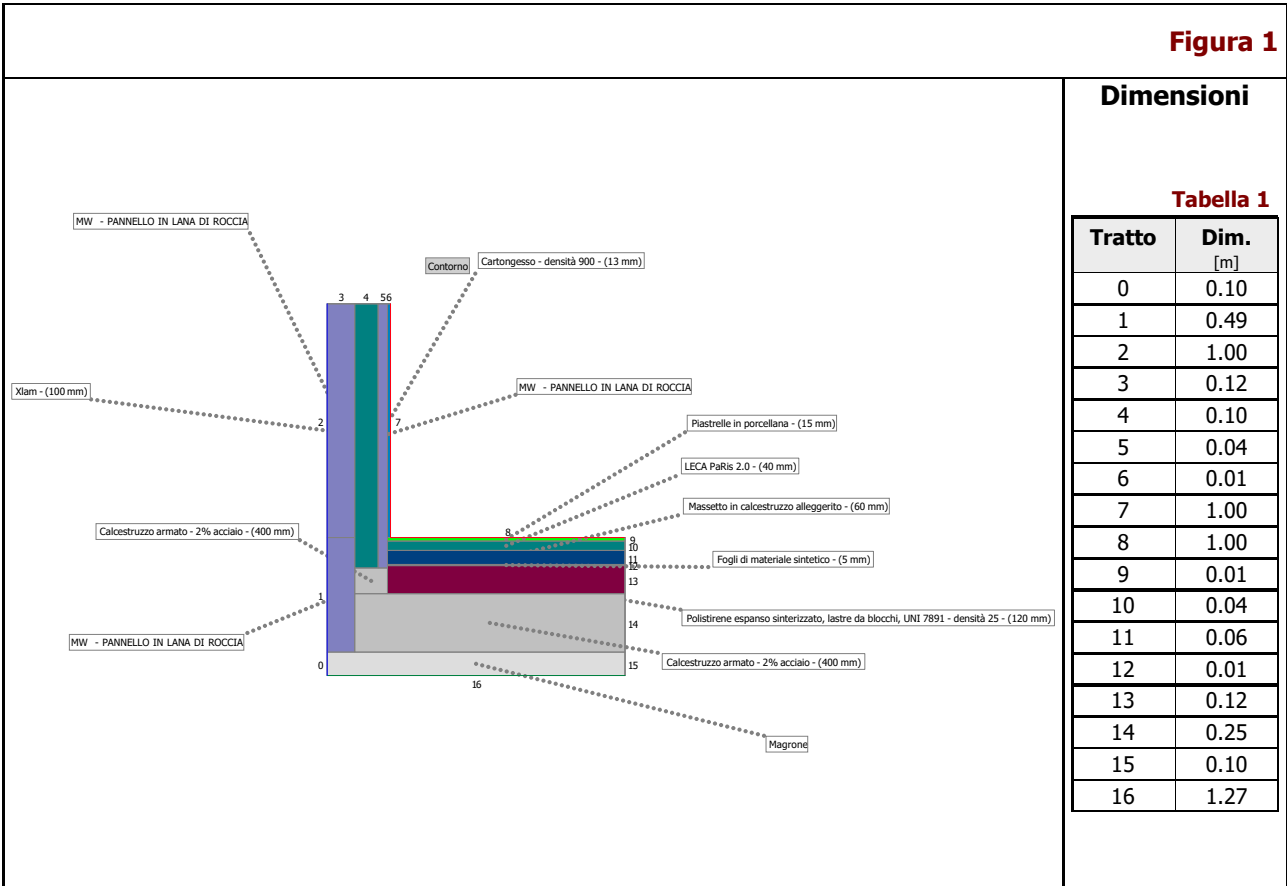 Figura 1
Dimensioni
Tabella 1
Tratto Dim.
[m]
0 0.10
1 0.49
2 1.00
3 0.12
4 0.10
5 0.04
6 0.01
7 1.00
8 1.00
9 0.01
10 0.04
11 0.06
12 0.01
13 0.12
14 0.25
15 0.10
16 1.27
MW - PANNELLO IN LANA DI ROCCIA
Contorno
Cartongesso - densità 900 - (13 mm)
3 4 56
Xlam - (100 mm)
MW - PANNELLO IN LANA DI ROCCIA
2
7
Piastrelle in porcellana - (15 mm)
LECA PaRis 2.0 - (40 mm)
Massetto in calcestruzzo alleggerito - (60 mm)
Calcestruzzo armato - 2% acciaio - (400 mm)
8
9
10
11
12
Fogli di materiale sintetico - (5 mm)
13
1
Polistirene espanso sinterizzato, lastre da blocchi, UNI 7891 - densità 25 - (120 mm)
14
MW - PANNELLO IN LANA DI ROCCIA
Calcestruzzo armato - 2% acciaio - (400 mm)
0
15
16
Magrone